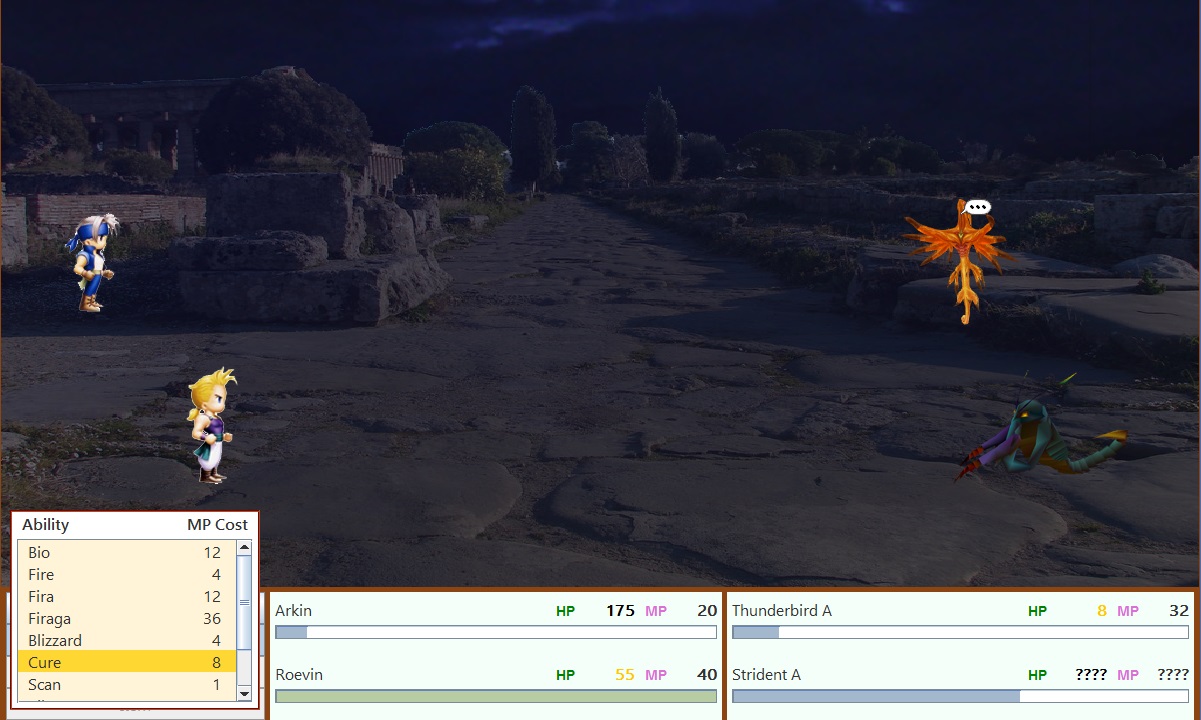 Ability MP Cost
Bio 12
Fire 4
Fira 12
Firaga 36
Blizzard 4
Cure 8
Scan 1
Arkin HP 175 MP 20
Roevin HP 55 MP 40
Thunderbird A HP 8 MP 32
Strident A HP ???? MP ????